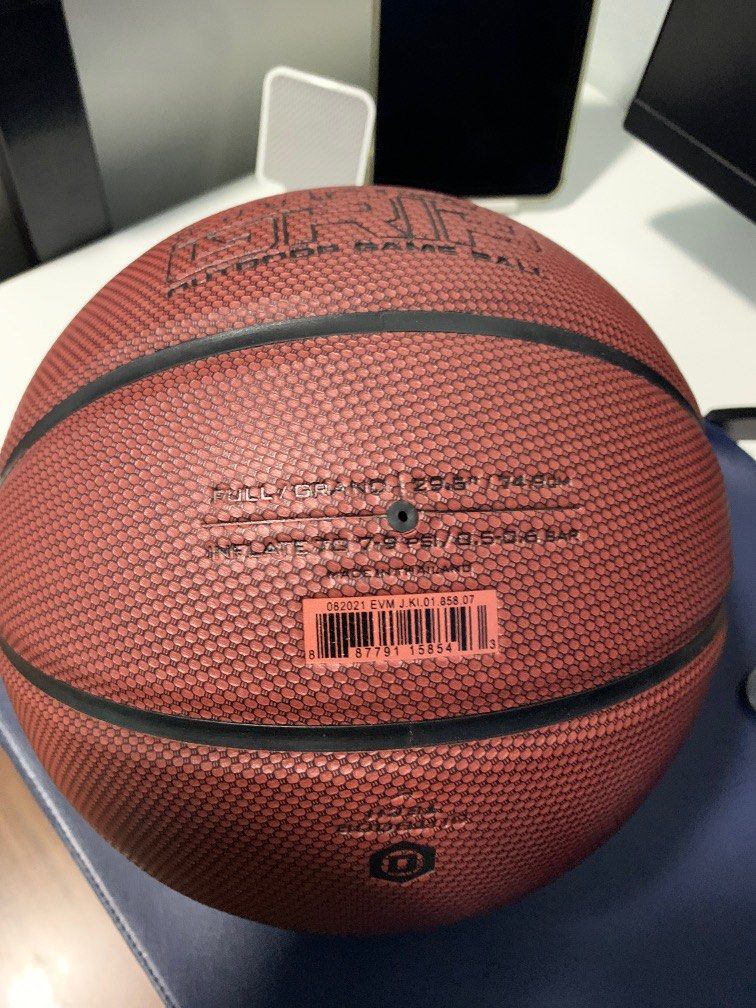 GRIP
OUTDOOR GAME BALL
FULL/GRAND | 29.5" / 74.9CM
INFLATE TO 7-9 PSI/0.5-0.6 BAR
MADE IN THAILAND
082021 EVM J.KI.01.858.07
8 87791 15854 3